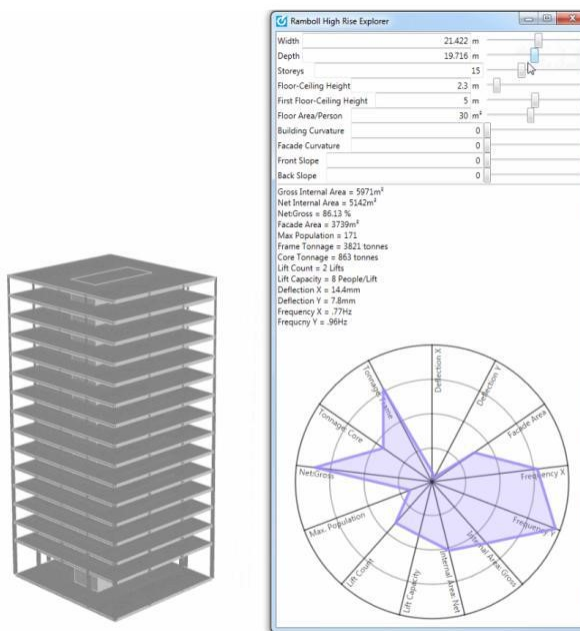 Ramboll High Rise Explorer
Width 21.422 m
Depth 19.716 m
Storeys 15
Floor-Ceiling Height 2.3 m
First Floor-Ceiling Height 5 m
Floor Area/Person 30 m²
Building Curvature 0
Facade Curvature 0
Front Slope 0
Back Slope 0
Gross Internal Area = 5971m²
Net Internal Area = 5142m²
Net:Gross = 86.13 %
Facade Area = 3739m²
Max Population = 171
Frame Tonnage = 3821 tonnes
Core Tonnage = 863 tonnes
Lift Count = 2 Lifts
Lift Capacity = 8 People/Lift
Deflection X = 14.4mm
Deflection Y = 7.8mm
Frequency X = .77Hz
Frequcny Y = .96Hz
Deflection X
Deflection Y
Facade Area
Frequency X
Frequency Y
Internal Area: Gross
Internal Area: Net
Lift Capacity
Lift Count
Max. Population
Net:Gross
Tonnage: Core
Tonnage: Frame